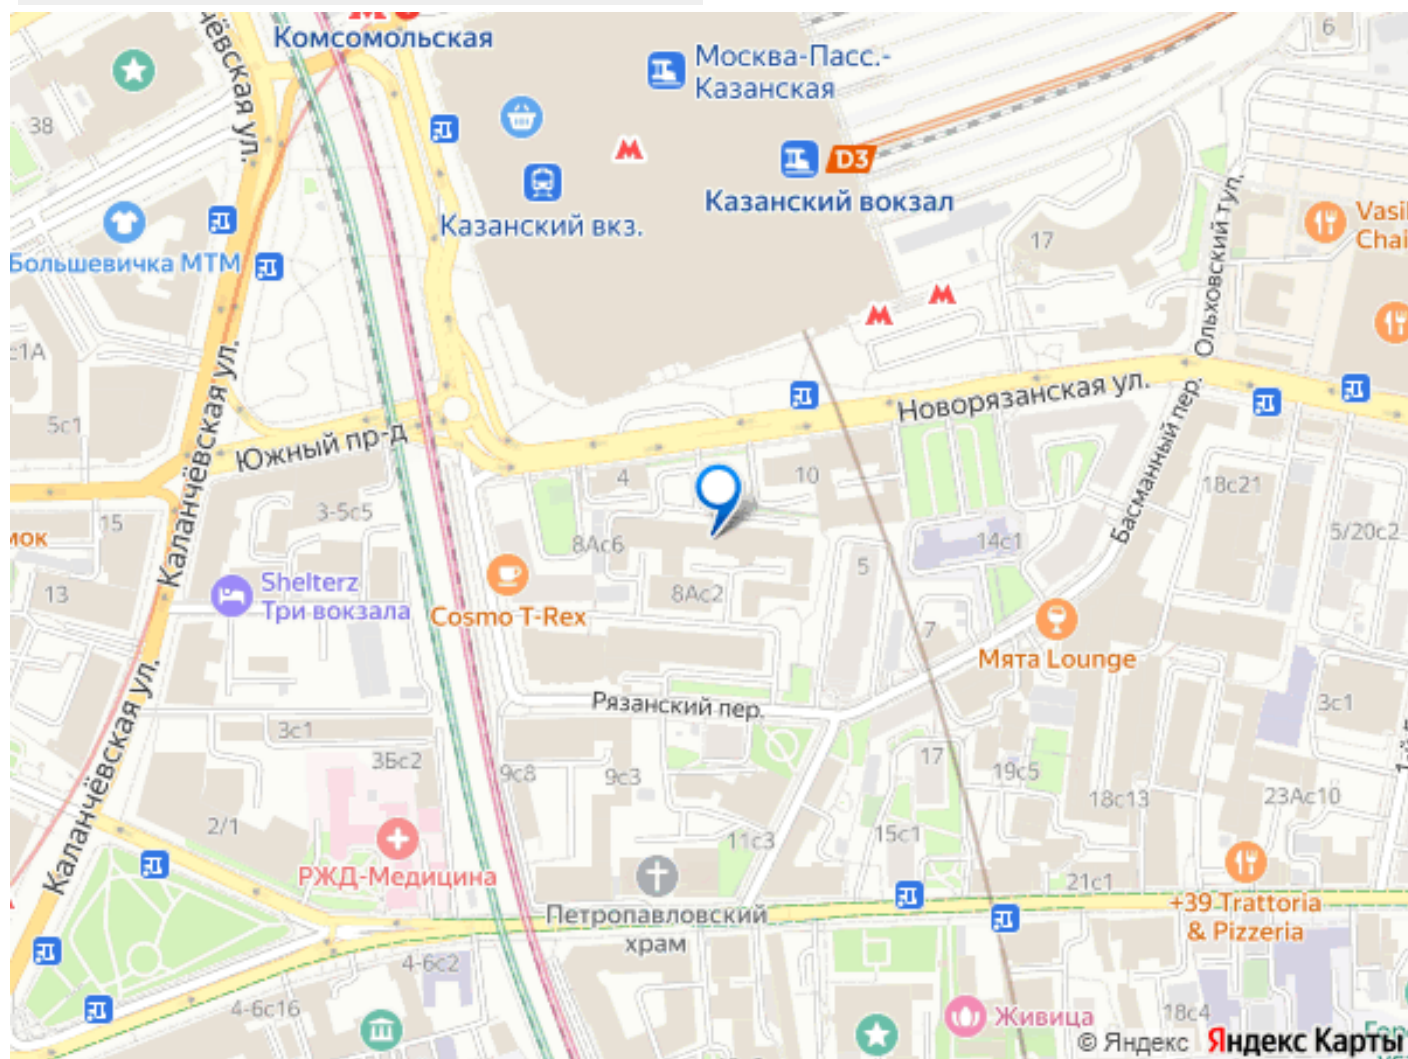 Комсомольская
Москва-Пасс.-
Казанская
6
38
D3
Казанский вокзал
Казанский вкз.
17
Большевичка МТМ
Ольховский туп.
Каланчёвская ул.
Новорязанская ул.
5с1
Южный пр-д
4
10
18с21
Басманный пер.
15
3-5с5
8Ас6
14с1
5/20с2
Shelterz
Три вокзала
13
Cosmo T-Rex
8Ас2
5
7
Мята Lounge
Каланчёвская ул.
Рязанский пер.
3с1
3с1
3Бс2
9с8
9с3
17
19с5
18с13
23Ас10
2/1
11с3
15с1
РЖД-Медицина
21с1
Петропавловский
храм
+39 Trattoria
& Pizzeria
4-6с2
4-6с16
Живица
18с4
© Яндекс Яндекс Карты